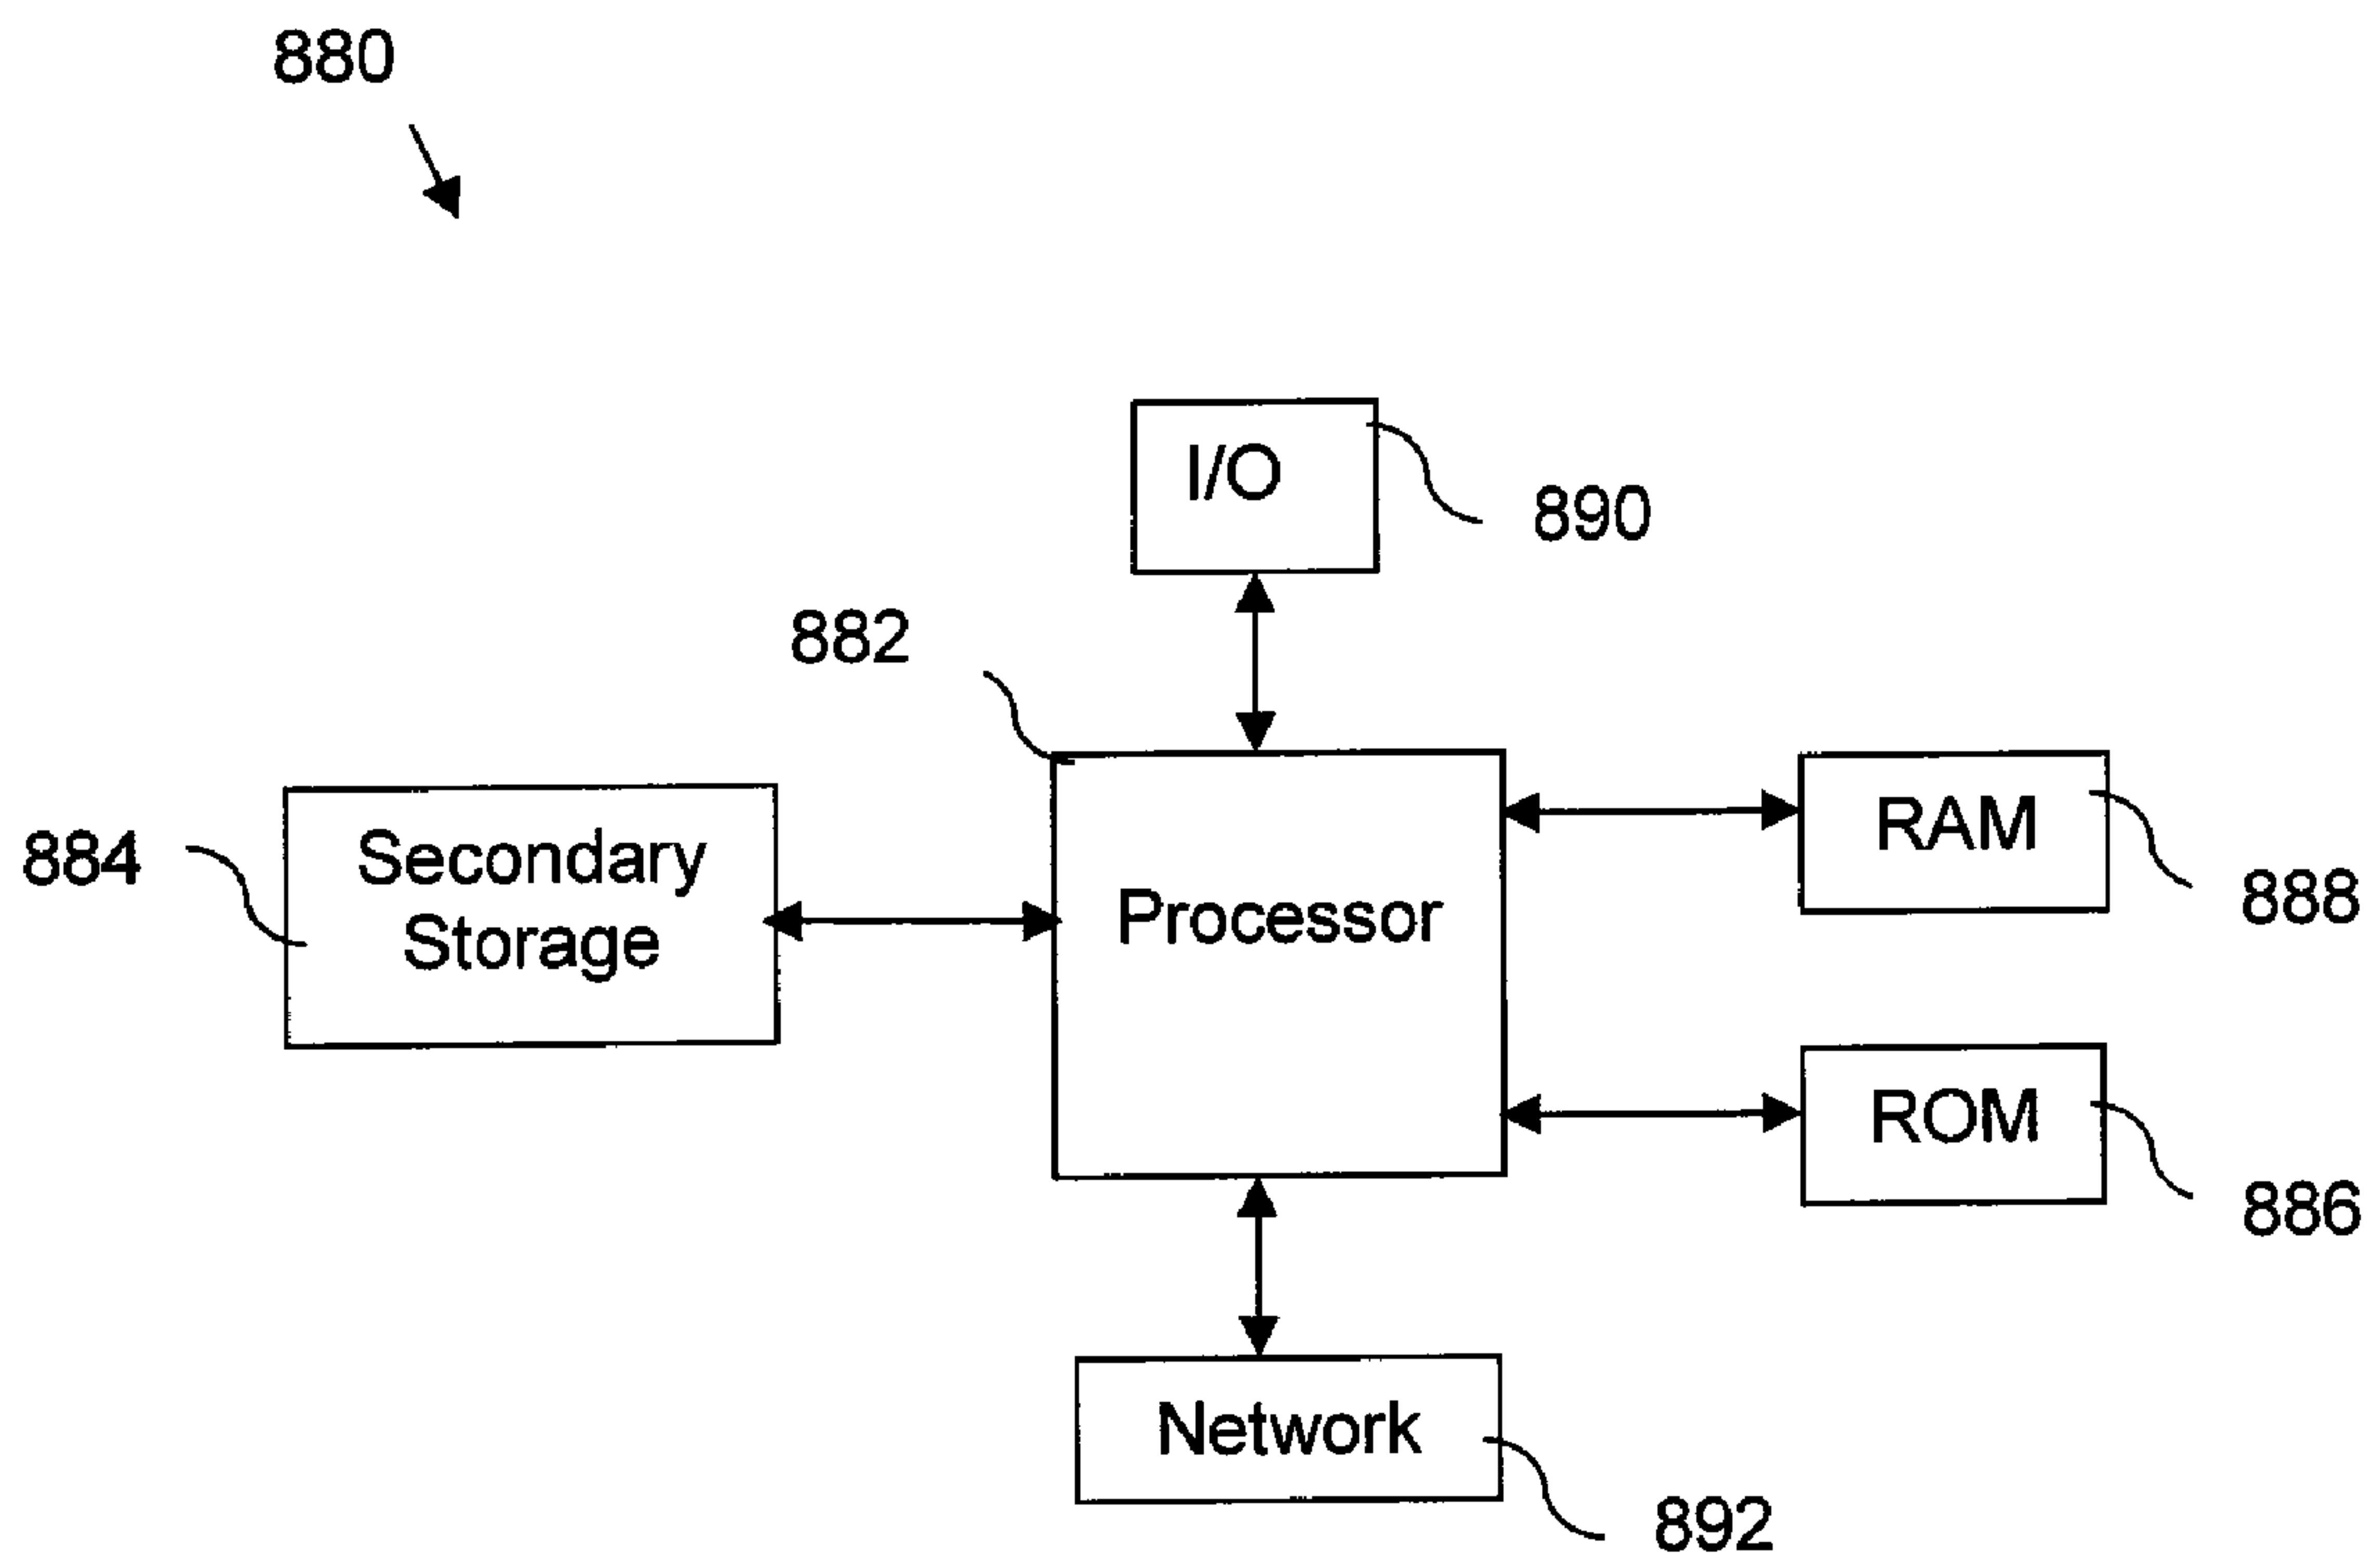 880
I/O
890
882
Secondary
Storage
884
Processor
RAM
888
ROM
886
Network
892